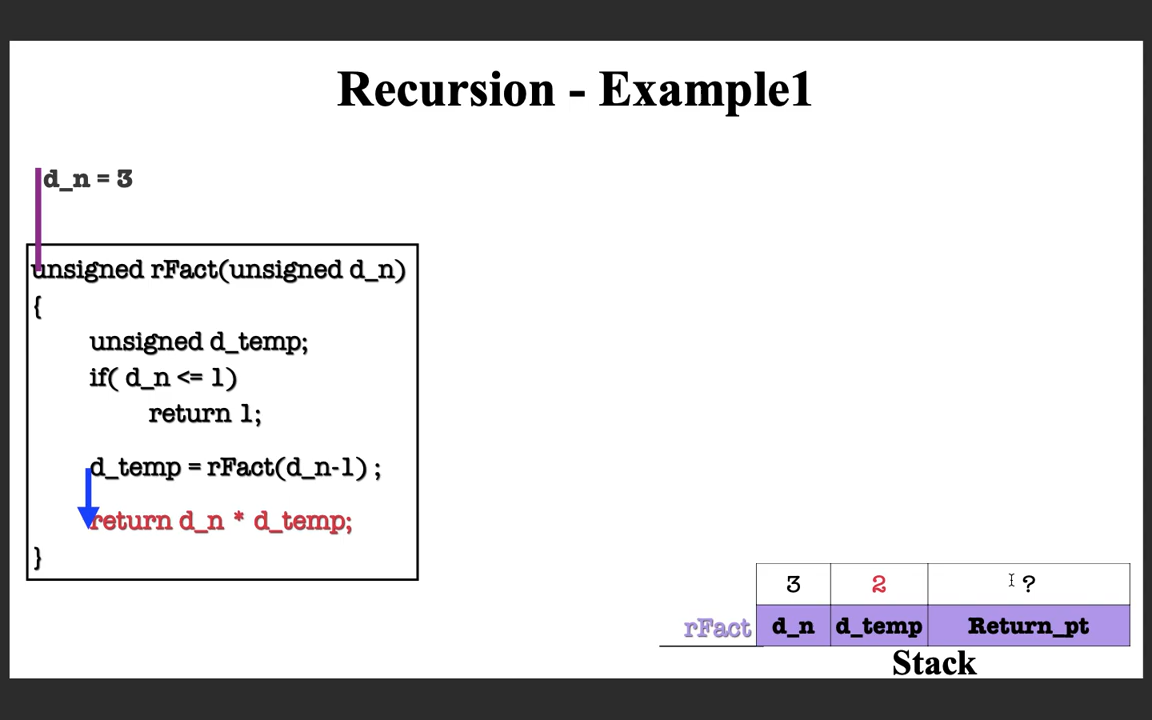 Recursion - Example1
d_n = 3
unsigned rFact(unsigned d_n)
{
unsigned d_temp;
if( d_n <= 1)
return 1;
d_temp = rFact(d_n-1) ;
return d_n * d_temp;
}
3 2 ?
rFact d_n d_temp Return_pt
Stack